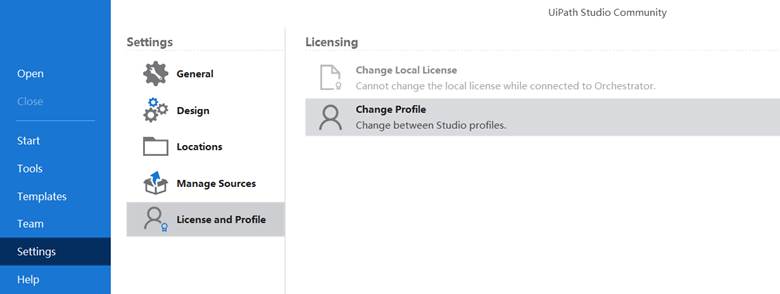 UiPath Studio Community
Open
Close
Start
Tools
Templates
Team
Settings
Help
Settings
General
Design
Locations
Manage Sources
License and Profile
Licensing
Change Local License
Cannot change the local license while connected to Orchestrator.
Change Profile
Change between Studio profiles.